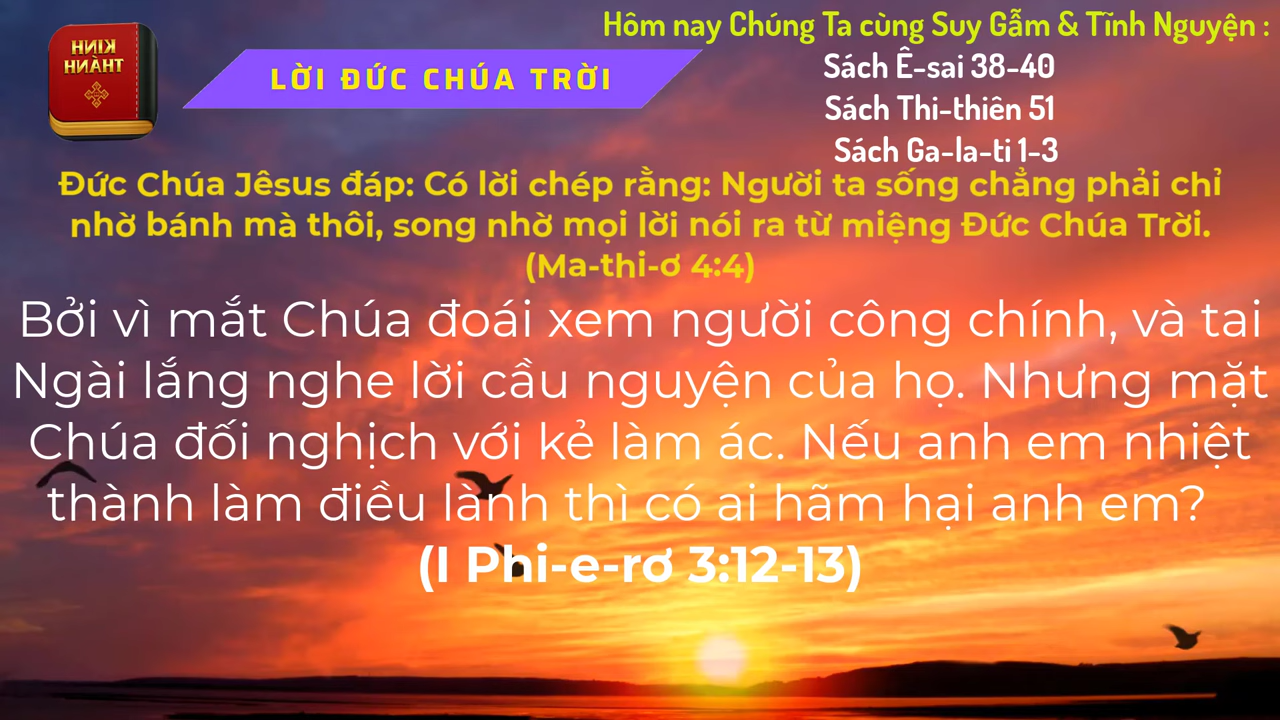 KINH
THÁNH
LỜI ĐỨC CHÚA TRỜI
Hôm nay Chúng Ta cùng Suy Gẫm & Tĩnh Nguyện :
Sách Ê-sai 38-40
Sách Thi-thiên 51
Sách Ga-la-ti 1-3
Đức Chúa Jêsus đáp: Có lời chép rằng: Người ta sống chẳng phải chỉ
nhờ bánh mà thôi, song nhờ mọi lời nói ra từ miệng Đức Chúa Trời.
(Ma-thi-ơ 4:4)
Bởi vì mắt Chúa đoái xem người công chính, và tai
Ngài lắng nghe lời cầu nguyện của họ. Nhưng mặt
Chúa đối nghịch với kẻ làm ác. Nếu anh em nhiệt
thành làm điều lành thì có ai hãm hại anh em?
(I Phi-e-rơ 3:12-13)